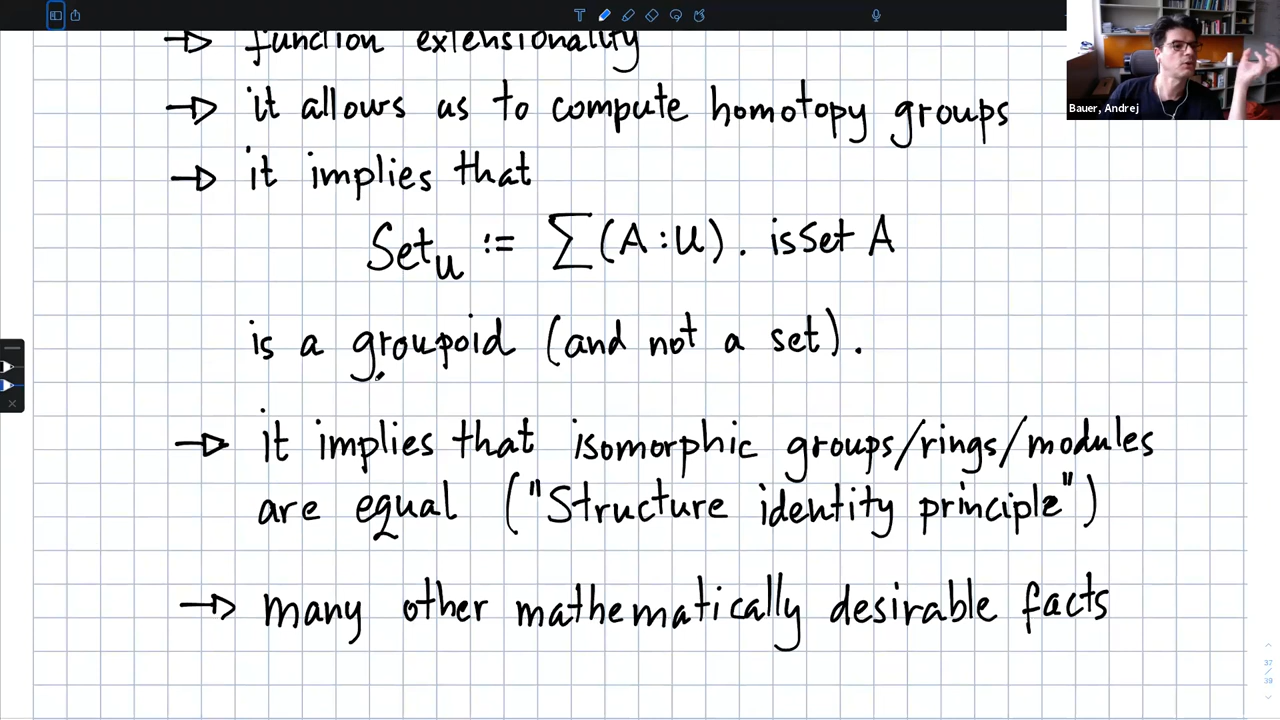 → function extensionality
→ it allows us to compute homotopy groups
→ it implies that
Set_U := ∑(A:U). isSet A
is a groupoid (and not a set).
→ it implies that isomorphic groups/rings/modules
are equal ("Structure identity principle")
→ many other mathematically desirable facts
Bauer, Andrej
37
/
39